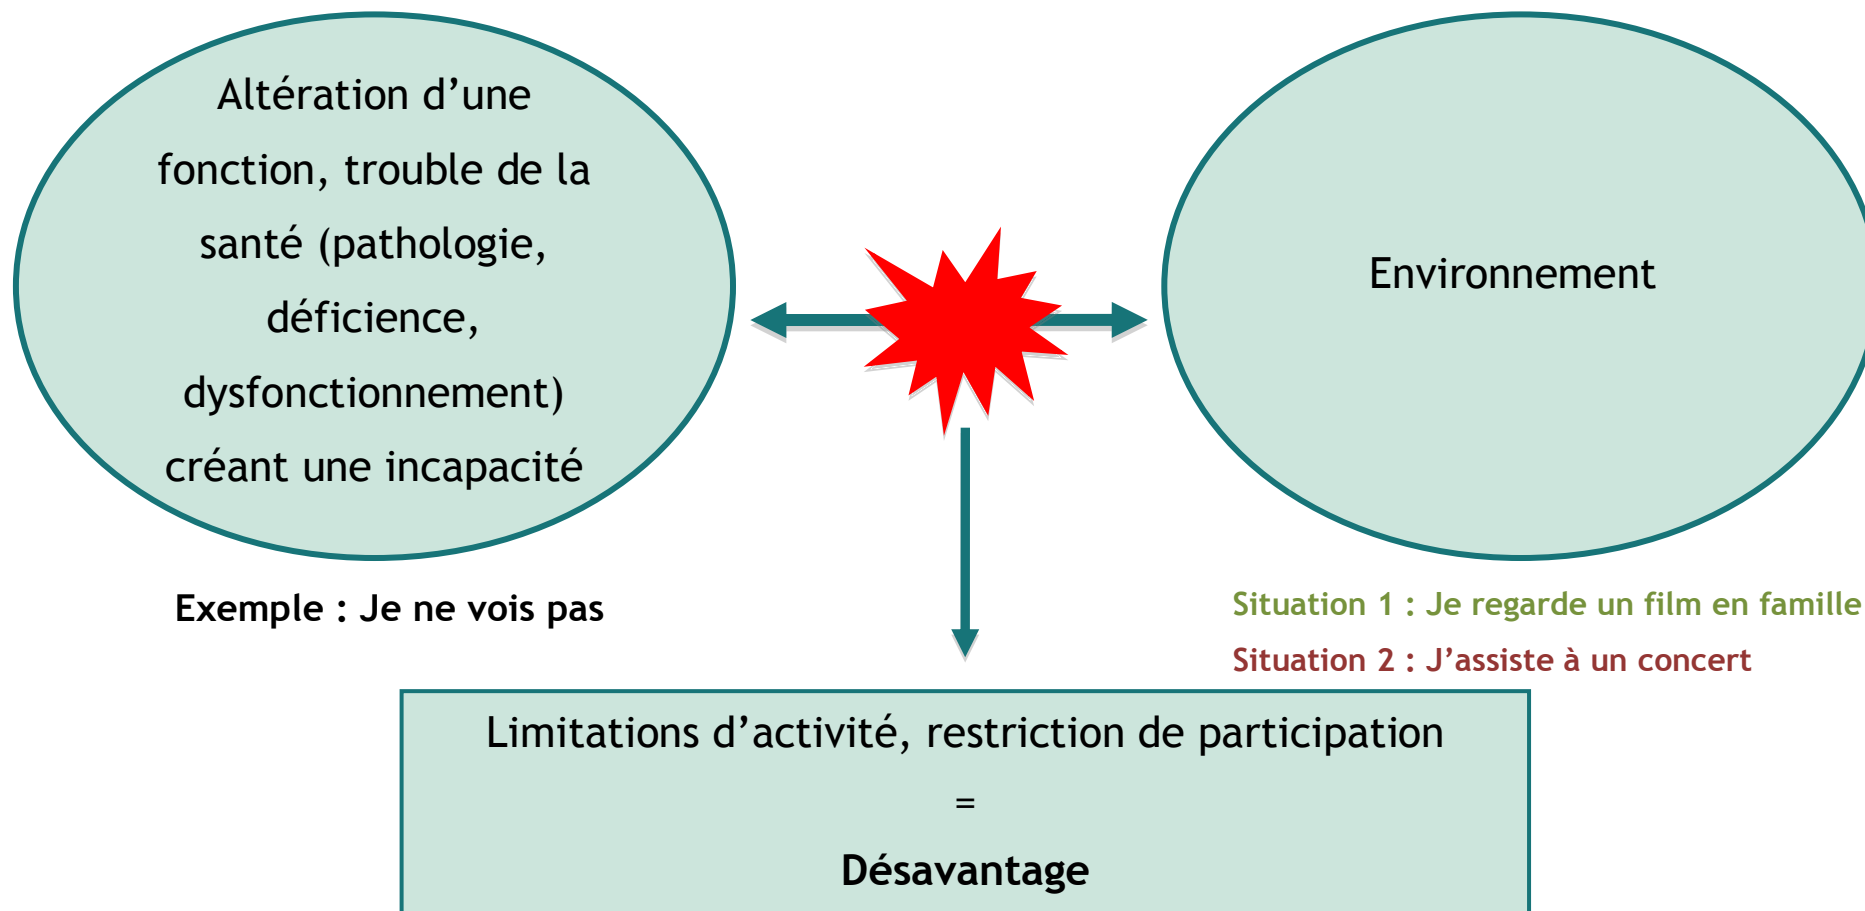 Altération d’une
fonction, trouble de la
santé (pathologie,
déficience,
dysfonctionnement)
créant une incapacité
Environnement
Exemple : Je ne vois pas
Situation 1 : Je regarde un film en famille
Situation 2 : J’assiste à un concert
Limitations d’activité, restriction de participation
=
Désavantage